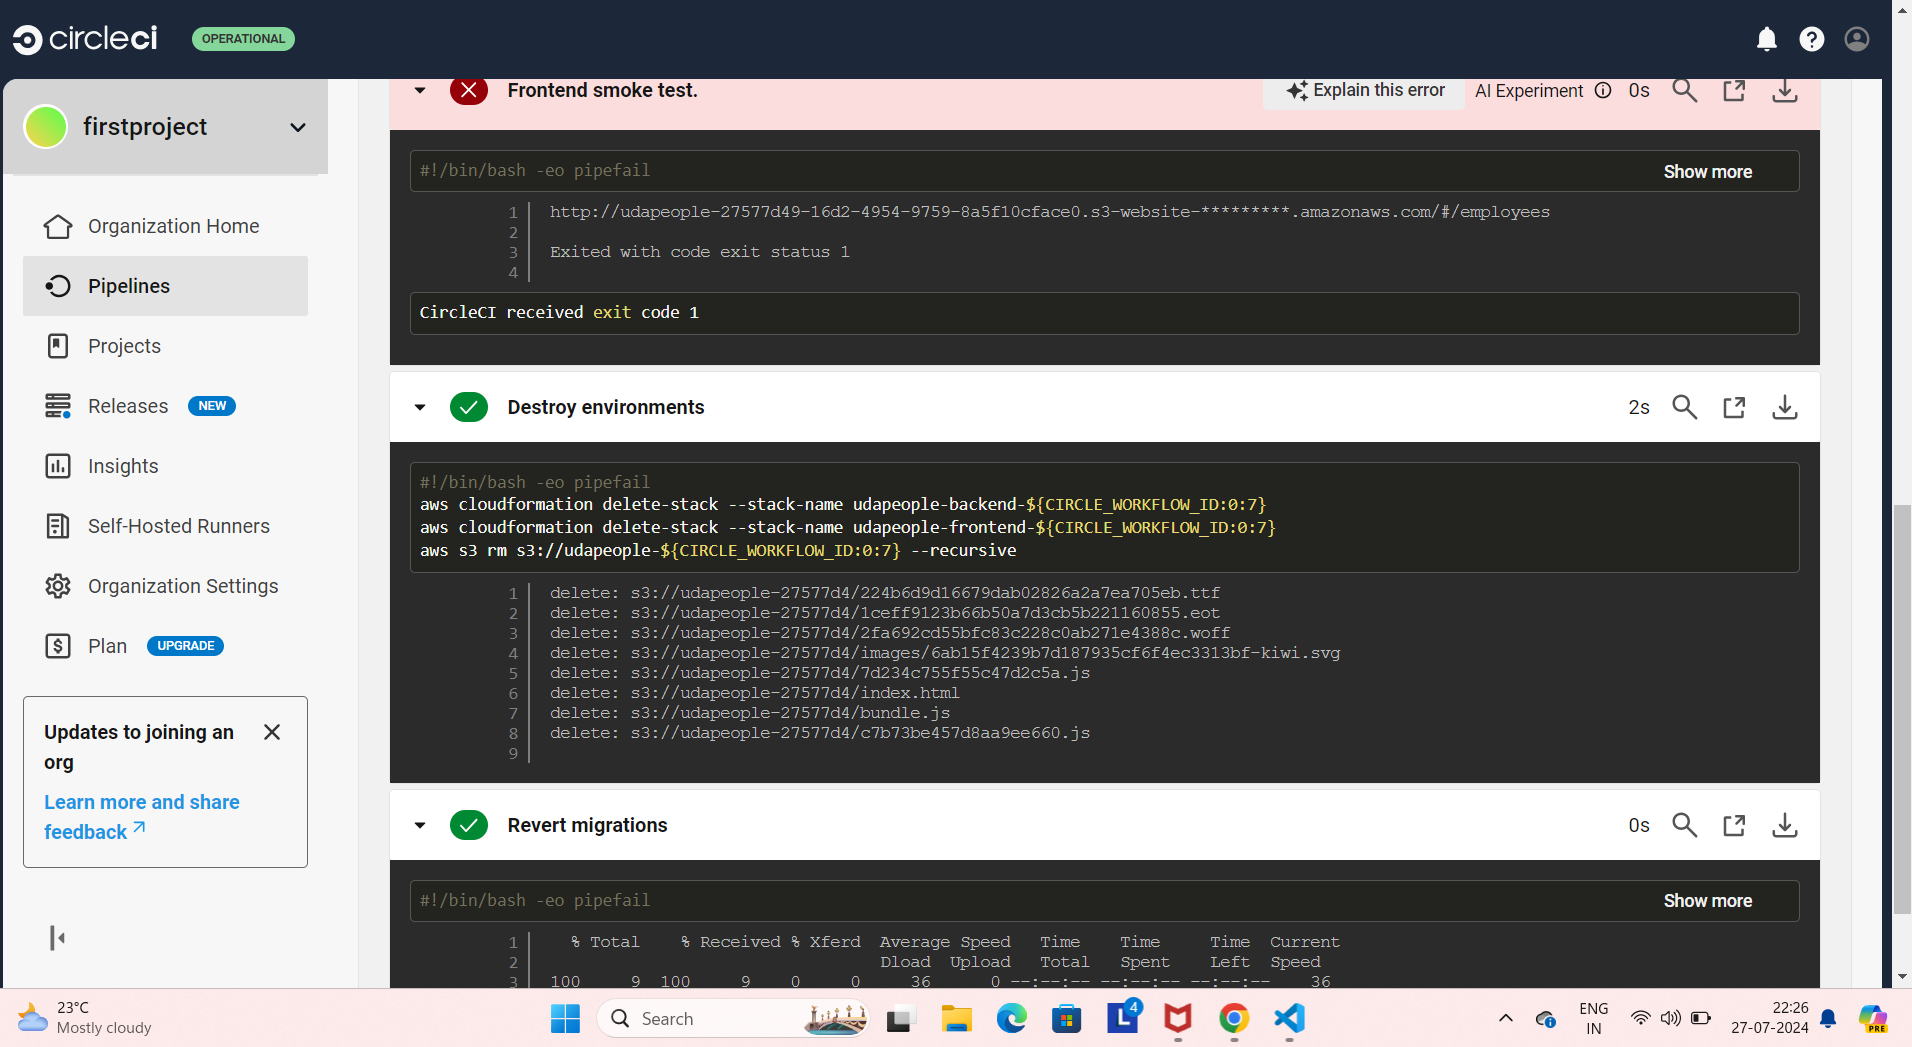 circleci
OPERATIONAL
firstproject
Organization Home
Pipelines
Projects
Releases NEW
Insights
Self-Hosted Runners
Organization Settings
Plan UPGRADE
Updates to joining an
org
Learn more and share
feedback
Frontend smoke test.
Explain this error
AI Experiment
0s
#!/bin/bash -eo pipefail
Show more
1 http://udapeople-27577d49-16d2-4954-9759-8a5f10cface0.s3-website-*********.amazonaws.com/#/employees
2
3 Exited with code exit status 1
4
CircleCI received exit code 1
Destroy environments
2s
#!/bin/bash -eo pipefail
aws cloudformation delete-stack --stack-name udapeople-backend-${CIRCLE_WORKFLOW_ID:0:7}
aws cloudformation delete-stack --stack-name udapeople-frontend-${CIRCLE_WORKFLOW_ID:0:7}
aws s3 rm s3://udapeople-${CIRCLE_WORKFLOW_ID:0:7} --recursive
1 delete: s3://udapeople-27577d4/224b6d9d16679dab02826a2a7ea705eb.ttf
2 delete: s3://udapeople-27577d4/1ceff9123b66b50a7d3cb5b221160855.eot
3 delete: s3://udapeople-27577d4/2fa692cd55bfc83c228c0ab271e4388c.woff
4 delete: s3://udapeople-27577d4/images/6ab15f4239b7d187935cf6f4ec3313bf-kiwi.svg
5 delete: s3://udapeople-27577d4/7d234c755f55c47d2c5a.js
6 delete: s3://udapeople-27577d4/index.html
7 delete: s3://udapeople-27577d4/bundle.js
8 delete: s3://udapeople-27577d4/c7b73be457d8aa9ee660.js
9
Revert migrations
0s
#!/bin/bash -eo pipefail
Show more
1 % Total % Received % Xferd Average Speed Time Time Time Current
2 Dload Upload Total Spent Left Speed
3 100 9 100 9 0 0 36 0 --:--:-- --:--:-- --:--:-- 36
23°C
Mostly cloudy
Search
4
ENG
IN
22:26
27-07-2024
PRE